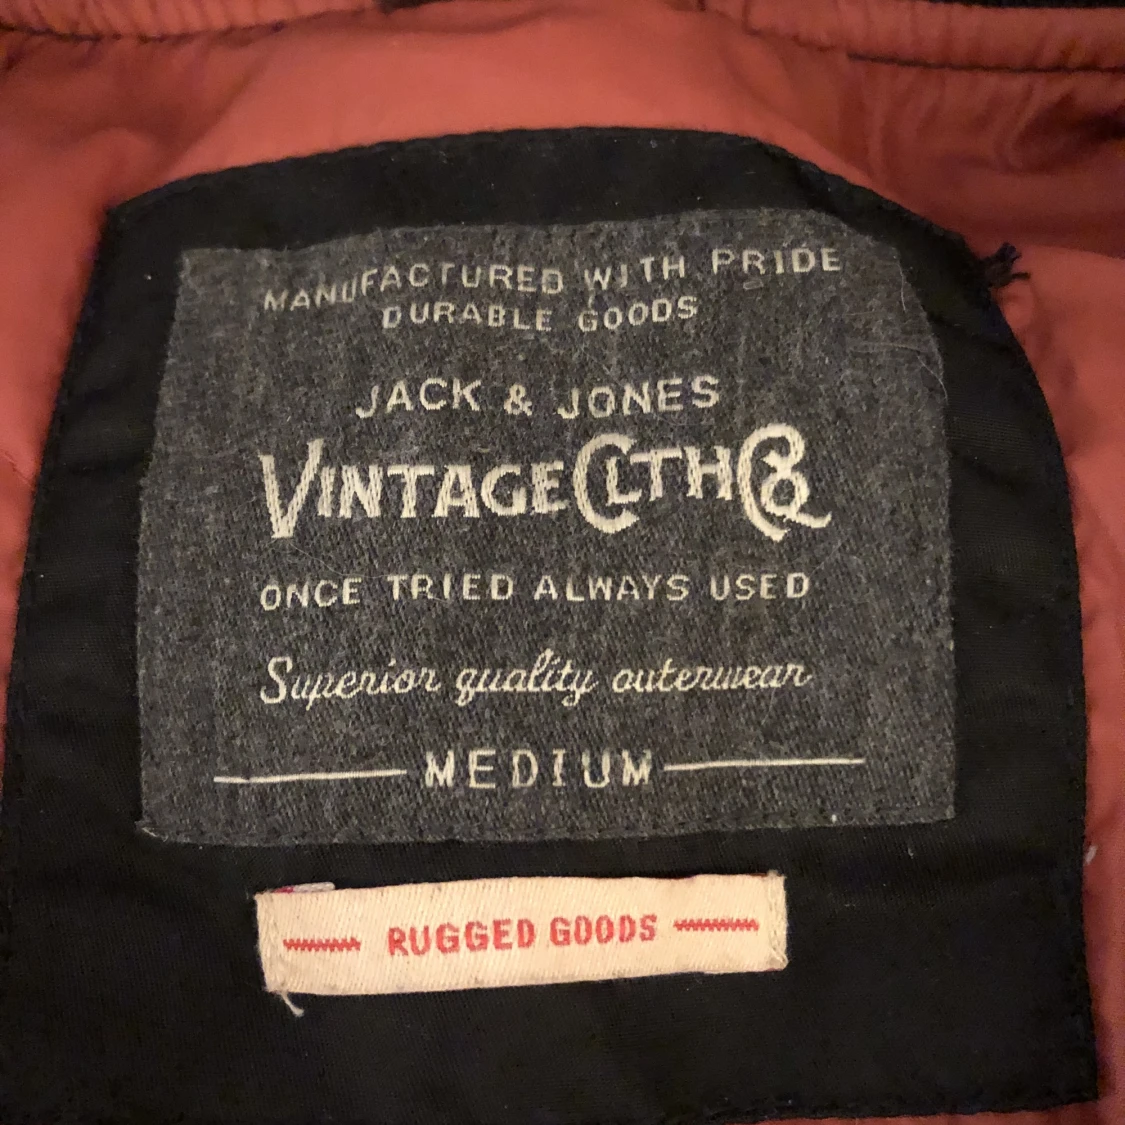 MANUFACTURED WITH PRIDE
DURABLE GOODS
JACK & JONES
VINTAGE CLTH CO
ONCE TRIED ALWAYS USED
Superior quality outerwear
MEDIUM
RUGGED GOODS